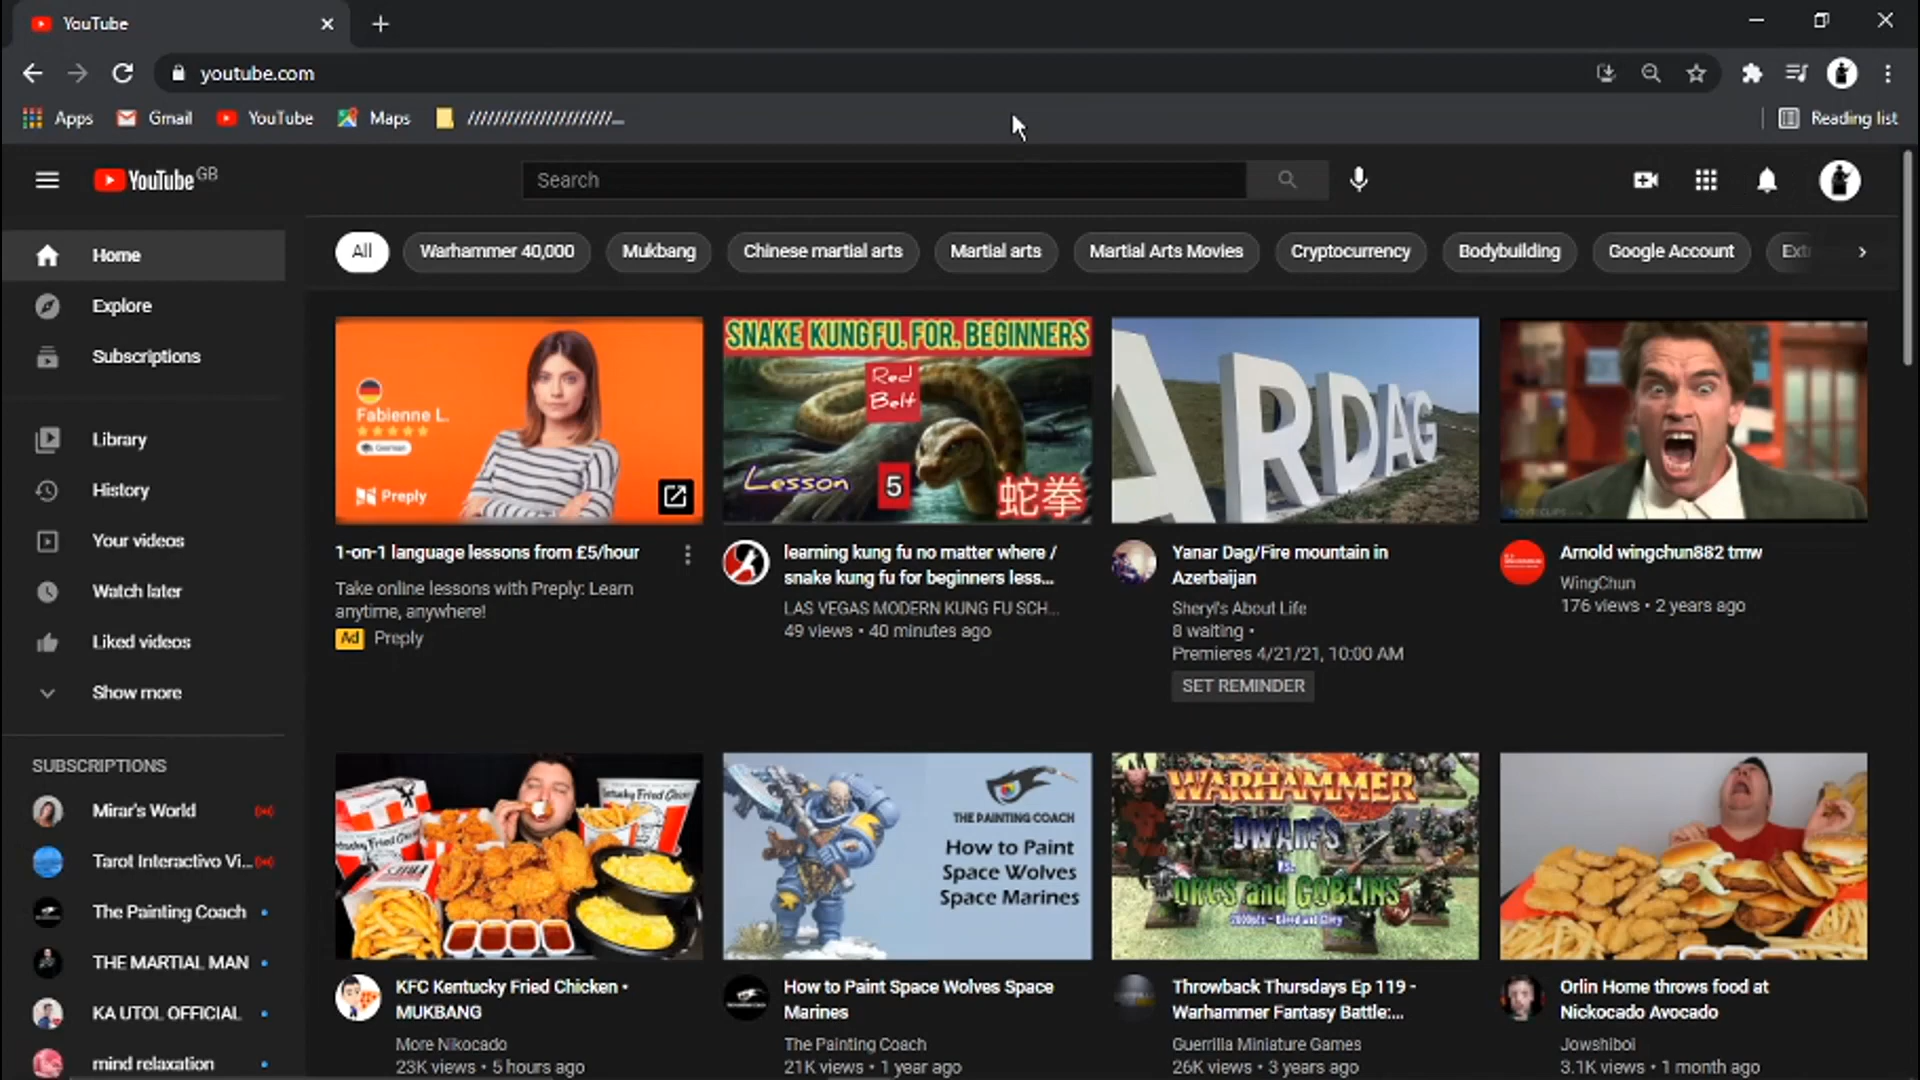 YouTube
youtube.com
Apps
Gmail
YouTube
Maps
//////////////////////...
Reading list
YouTube GB
Search
Home
Explore
Subscriptions
Library
History
Your videos
Watch later
Liked videos
Show more
SUBSCRIPTIONS
Mirar's World
Tarot Interactivo Vi...
The Painting Coach
THE MARTIAL MAN
KA UTOL OFFICIAL
mind relaxation
All
Warhammer 40,000
Mukbang
Chinese martial arts
Martial arts
Martial Arts Movies
Cryptocurrency
Bodybuilding
Google Account
Fabienne L.
German
Preply
1-on-1 language lessons from £5/hour
Take online lessons with Preply: Learn
anytime, anywhere!
Ad Preply
SNAKE KUNGFU. FOR. BEGINNERS
Red
Belt
Lesson 5
蛇拳
learning kung fu no matter where /
snake kung fu for beginners less...
LAS VEGAS MODERN KUNG FU SCH...
49 views • 40 minutes ago
ARDAG
Yanar Dag/Fire mountain in
Azerbaijan
Sheryl's About Life
8 waiting •
Premieres 4/21/21, 10:00 AM
SET REMINDER
MOVIECLIPS.COM
Arnold wingchun882 tmw
WingChun
176 views • 2 years ago
KFC Kentucky Fried Chicken •
MUKBANG
More Nikocado
23K views • 5 hours ago
THE PAINTING COACH
How to Paint
Space Wolves
Space Marines
How to Paint Space Wolves Space
Marines
The Painting Coach
21K views • 1 year ago
WARHAMMER
DWARFS
VS.
ORCS and GOBLINS
Throwback Thursdays Ep 119 -
Warhammer Fantasy Battle:...
Guerrilla Miniature Games
26K views • 3 years ago
Orlin Home throws food at
Nickocado Avocado
Jowshiboi
3.1K views • 1 month ago